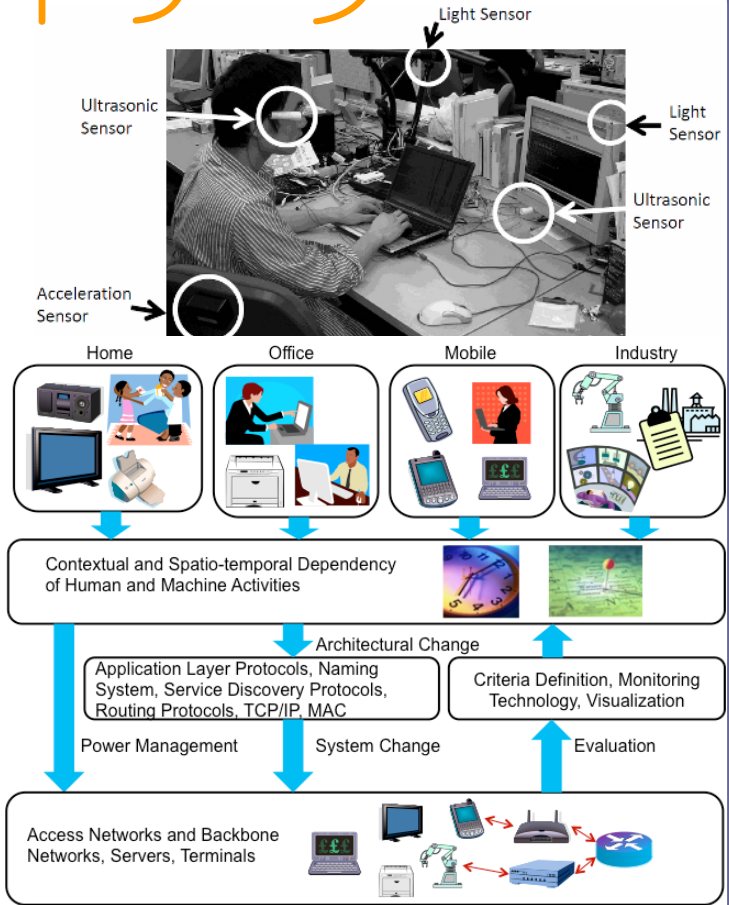 Light Sensor
Ultrasonic
Sensor
Light
Sensor
Ultrasonic
Sensor
Acceleration
Sensor
Home
Office
Mobile
Industry
Contextual and Spatio-temporal Dependency
of Human and Machine Activities
Architectural Change
Application Layer Protocols, Naming
System, Service Discovery Protocols,
Routing Protocols, TCP/IP, MAC
Criteria Definition, Monitoring
Technology, Visualization
Power Management
System Change
Evaluation
Access Networks and Backbone
Networks, Servers, Terminals